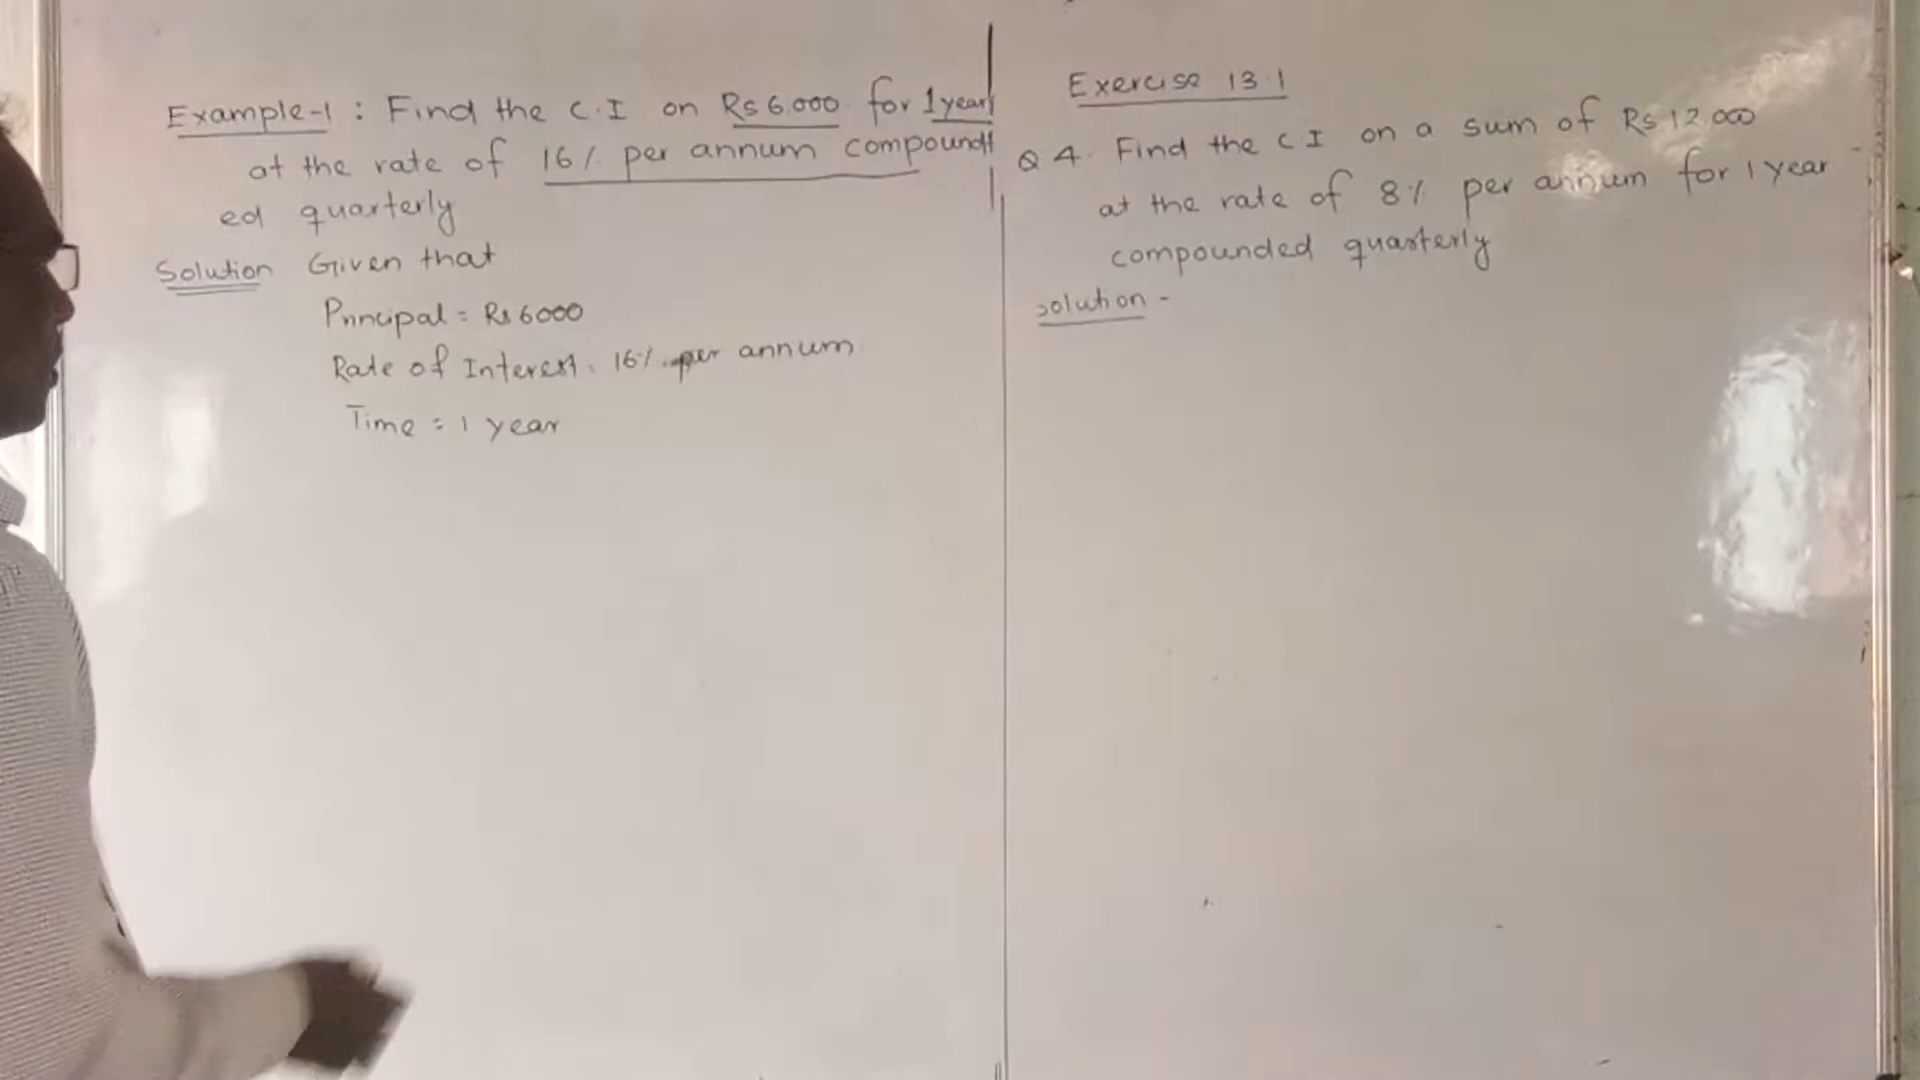 Example-1 : Find the C.I on Rs 6.000 for 1 year
at the rate of 16% per annum compound
ed quarterly
Solution Given that
Principal = Rs 6000
Rate of Interest. 16% per annum
Time = 1 year
Exercise 13.1
Q 4. Find the C I on a sum of Rs 12.000
at the rate of 8% per annum for 1 year
compounded quarterly
solution -